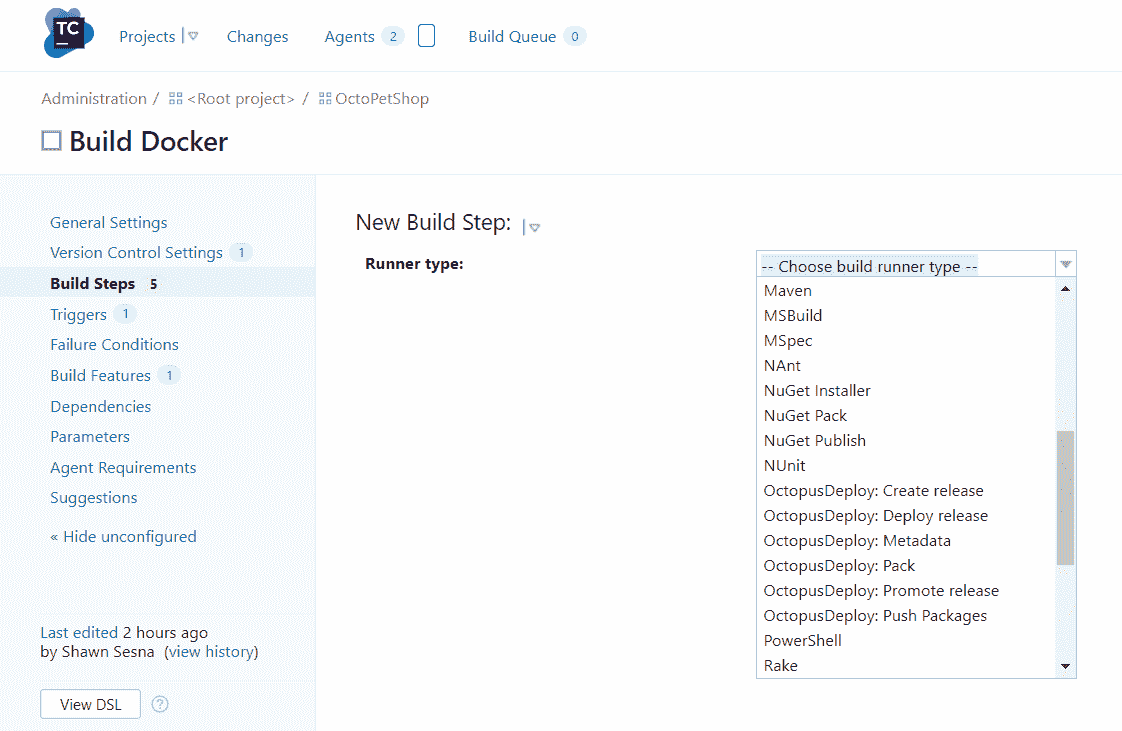 TC
Projects
Changes
Agents 2
Build Queue 0
Administration / <Root project> / OctoPetShop
Build Docker
General Settings
Version Control Settings 1
Build Steps 5
Triggers 1
Failure Conditions
Build Features 1
Dependencies
Parameters
Agent Requirements
Suggestions
« Hide unconfigured
Last edited 2 hours ago
by Shawn Sesna (view history)
View DSL ?
New Build Step:
Runner type:
-- Choose build runner type --
Maven
MSBuild
MSpec
NAnt
NuGet Installer
NuGet Pack
NuGet Publish
NUnit
OctopusDeploy: Create release
OctopusDeploy: Deploy release
OctopusDeploy: Metadata
OctopusDeploy: Pack
OctopusDeploy: Promote release
OctopusDeploy: Push Packages
PowerShell
Rake